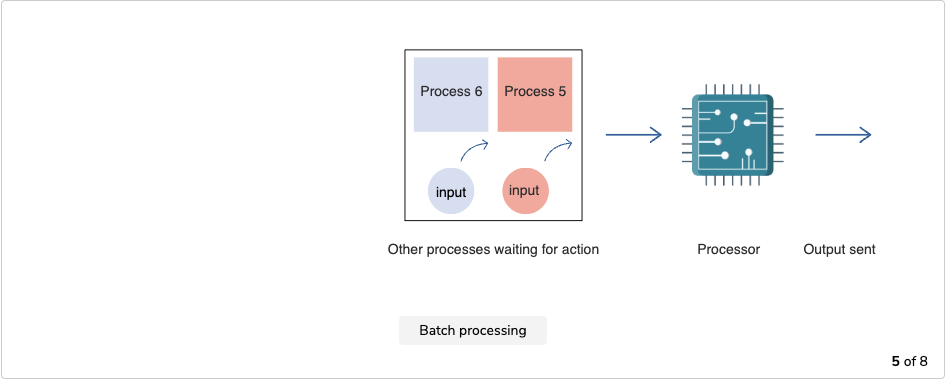 Process 6
Process 5
input
input
Other processes waiting for action
Processor
Output sent
Batch processing
5 of 8